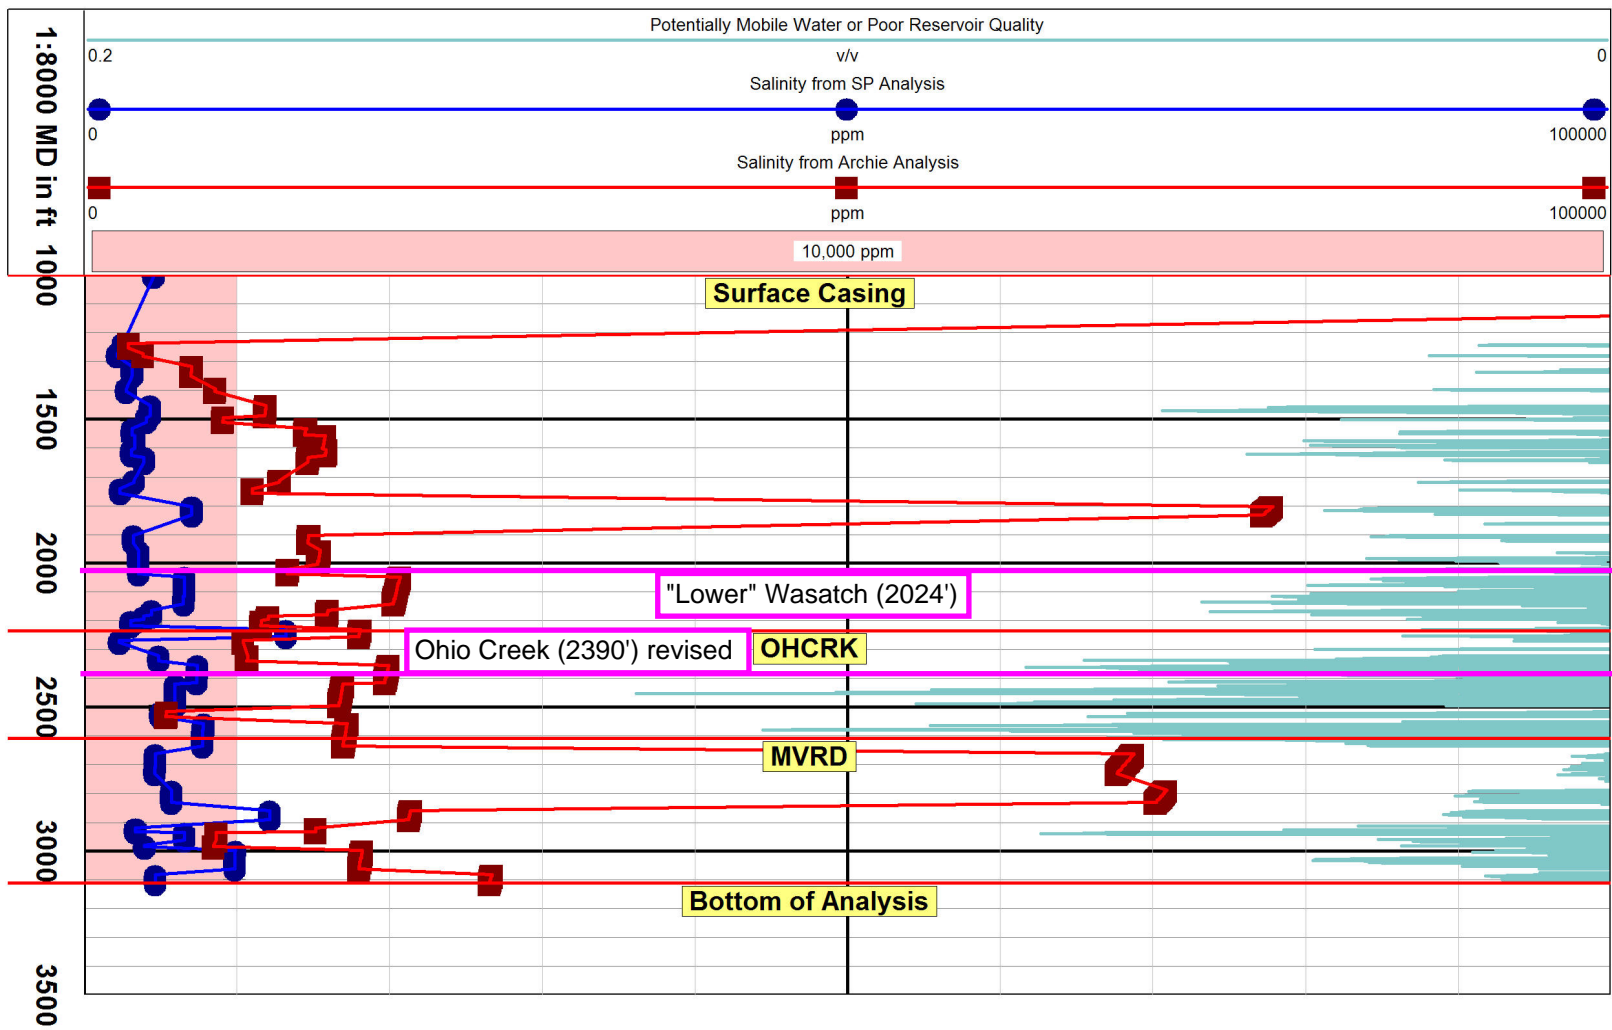 Potentially Mobile Water or Poor Reservoir Quality
0.2 v/v 0
Salinity from SP Analysis
0 ppm 100000
Salinity from Archie Analysis
0 ppm 100000
10,000 ppm
1:8000 MD in ft
1000
Surface Casing
1500
2000
"Lower" Wasatch (2024')
Ohio Creek (2390') revised
OHCRK
2500
MVRD
3000
Bottom of Analysis
3500